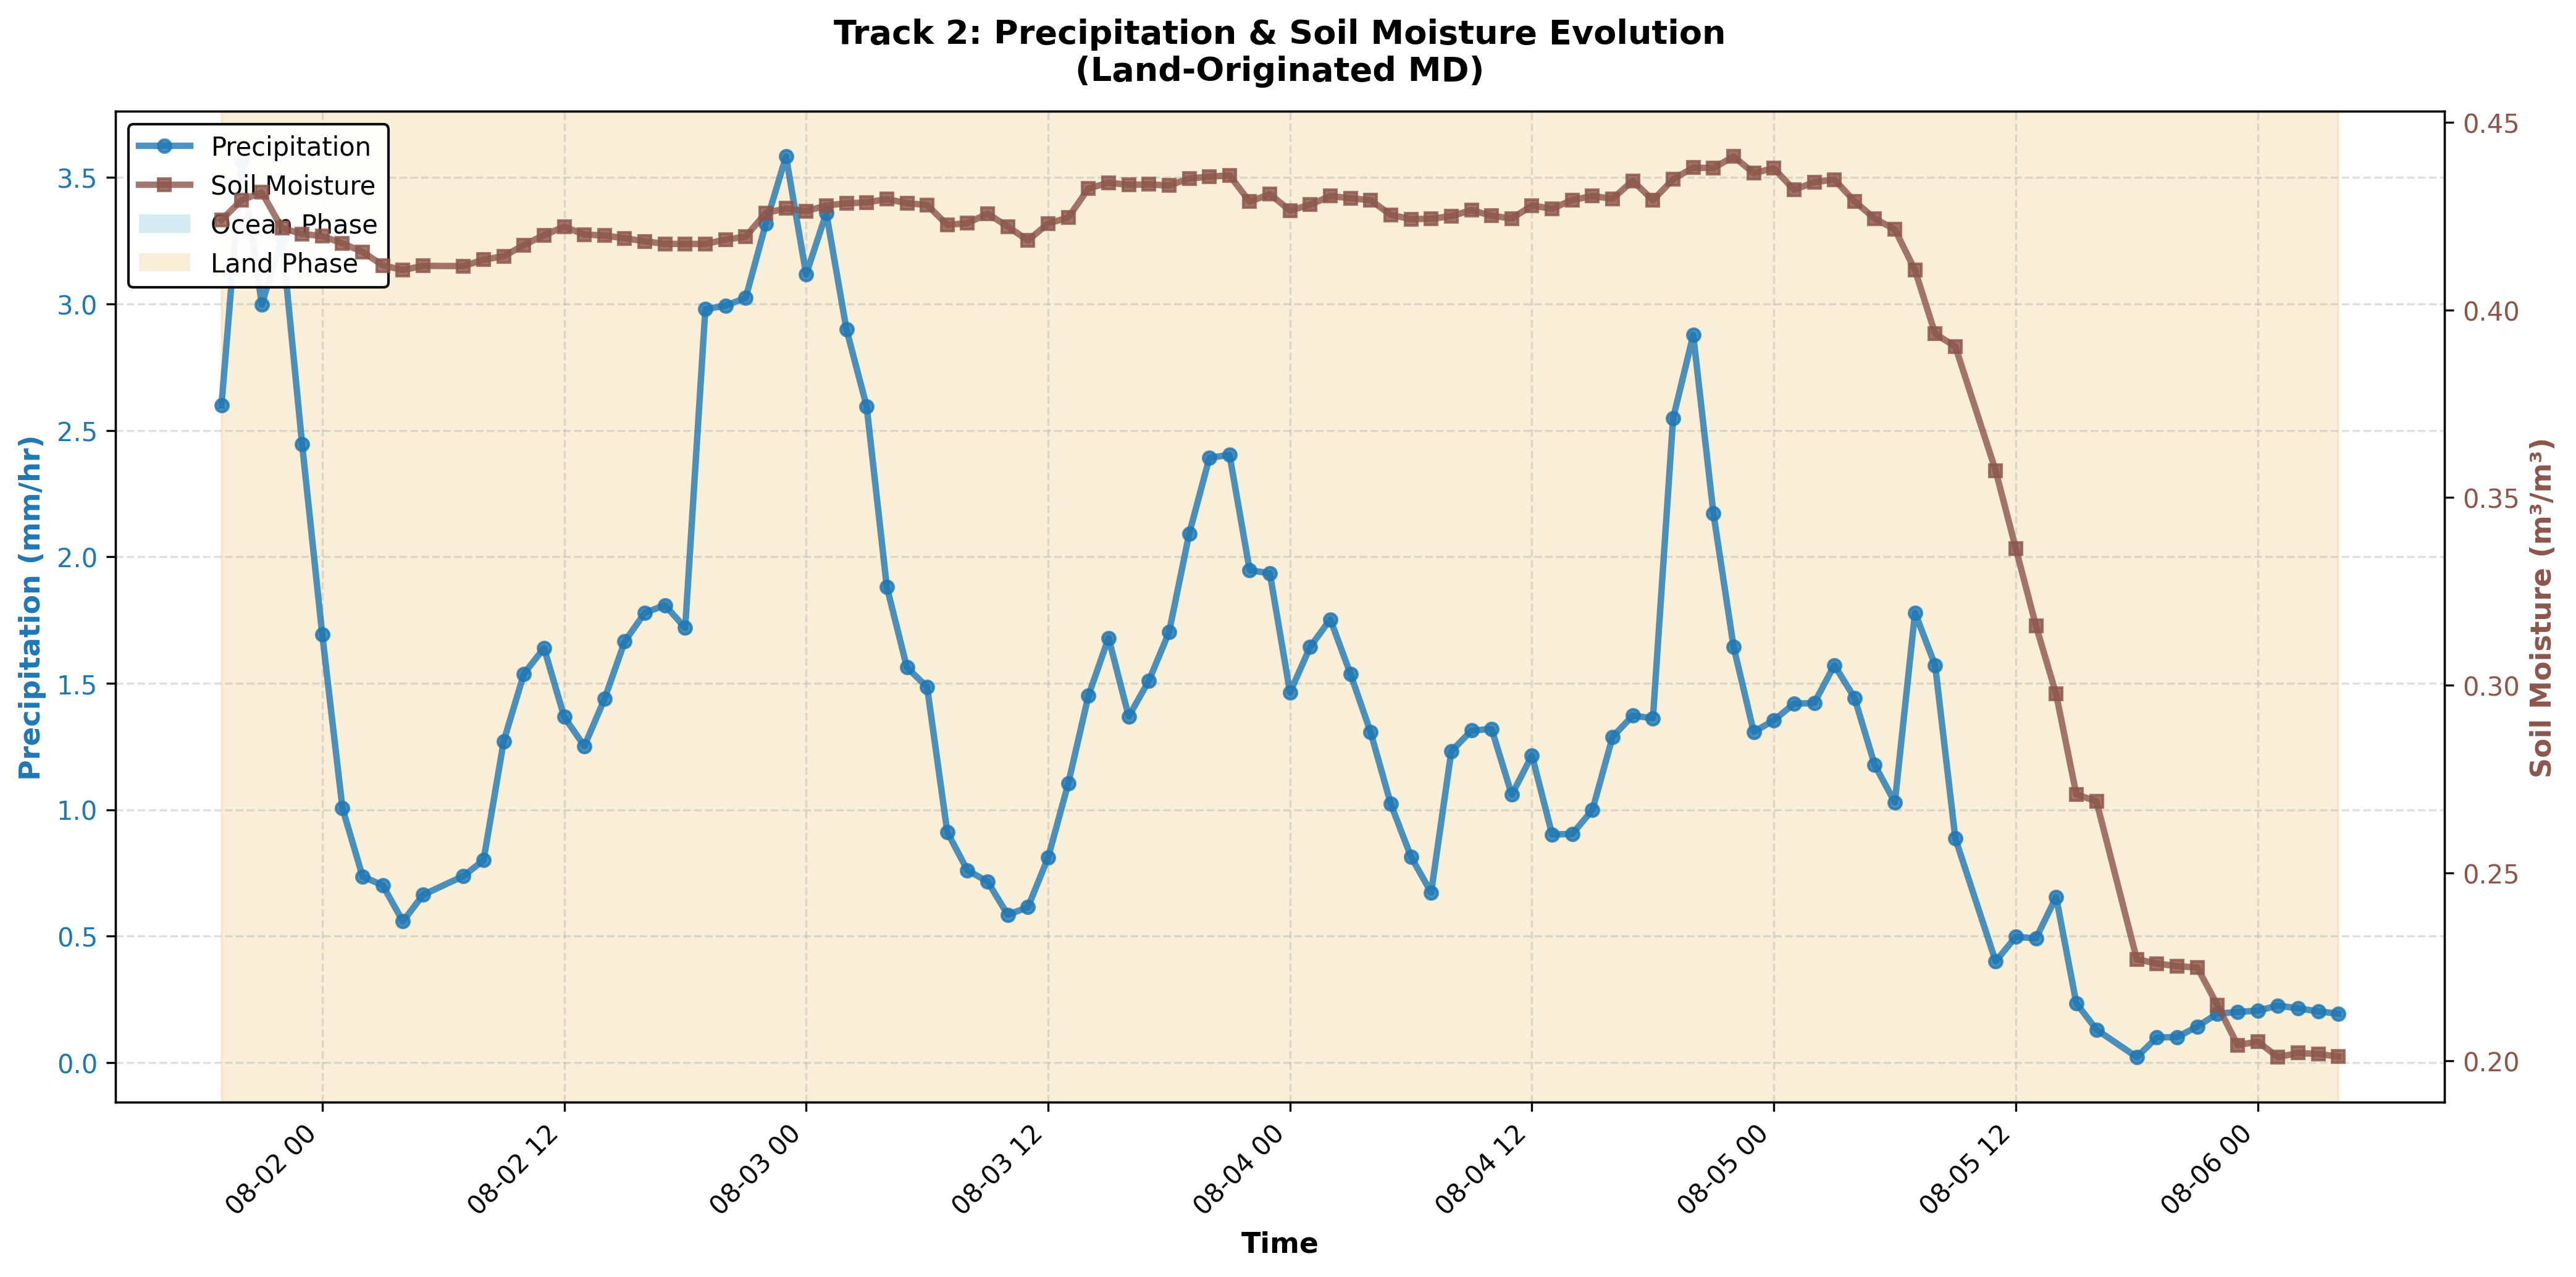 Track 2: Precipitation & Soil Moisture Evolution
(Land-Originated MD)
Precipitation
Soil Moisture
Ocean Phase
Land Phase
Precipitation (mm/hr)
3.5
3.0
2.5
2.0
1.5
1.0
0.5
0.0
Soil Moisture (m³/m³)
0.45
0.40
0.35
0.30
0.25
0.20
08-02 00
08-02 12
08-03 00
08-03 12
08-04 00
08-04 12
08-05 00
08-05 12
08-06 00
Time